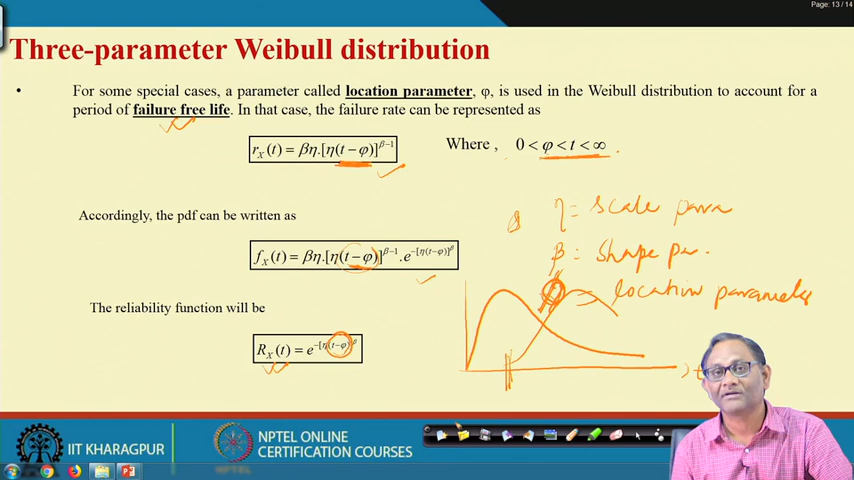 Page: 13 / 14
Three-parameter Weibull distribution
• For some special cases, a parameter called location parameter, φ, is used in the Weibull distribution to account for a
period of failure free life. In that case, the failure rate can be represented as
r_X(t) = βη.[η(t − φ)]^{β−1} Where , 0 < φ < t < ∞
η = Scale para
Accordingly, the pdf can be written as
β = Shape par.
f_X(t) = βη.[η(t − φ)]^{β−1}.e^{−[η(t−φ)]^β}
= location parameter
The reliability function will be
R_X(t) = e^{−[η(t−φ)]^β}
t
IIT KHARAGPUR
NPTEL
NPTEL ONLINE
CERTIFICATION COURSES